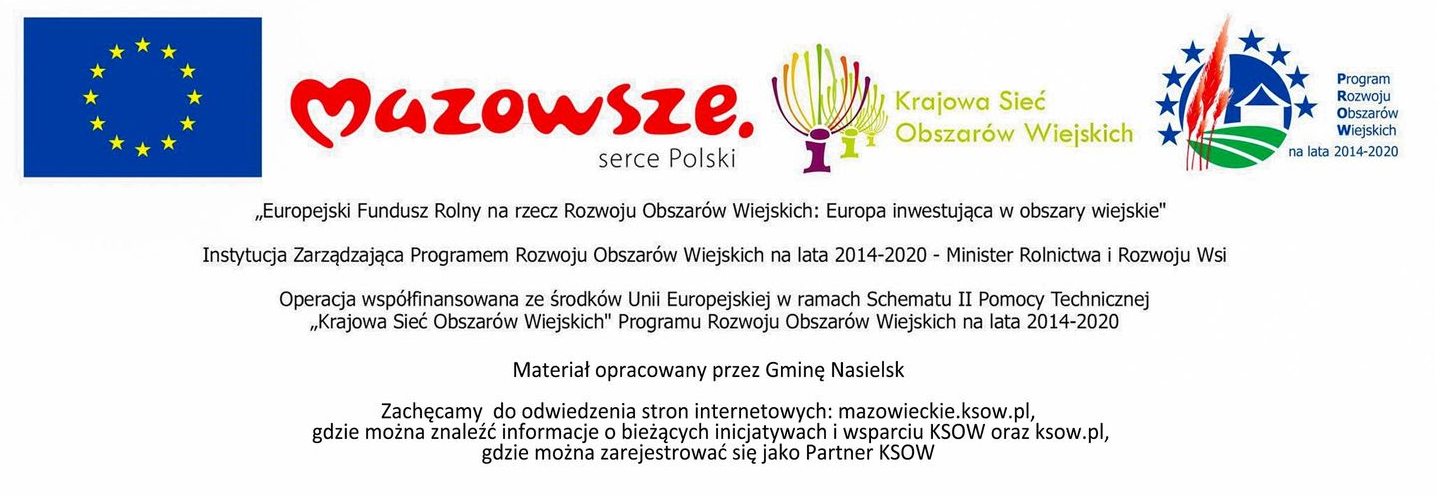 Mazowsze.
serce Polski
Krajowa Sieć
Obszarów Wiejskich
Program
Rozwoju
Obszarów
Wiejskich
na lata 2014-2020
„Europejski Fundusz Rolny na rzecz Rozwoju Obszarów Wiejskich: Europa inwestująca w obszary wiejskie"
Instytucja Zarządzająca Programem Rozwoju Obszarów Wiejskich na lata 2014-2020 - Minister Rolnictwa i Rozwoju Wsi
Operacja współfinansowana ze środków Unii Europejskiej w ramach Schematu II Pomocy Technicznej
„Krajowa Sieć Obszarów Wiejskich" Programu Rozwoju Obszarów Wiejskich na lata 2014-2020
Materiał opracowany przez Gminę Nasielsk
Zachęcamy do odwiedzenia stron internetowych: mazowieckie.ksow.pl,
gdzie można znaleźć informacje o bieżących inicjatywach i wsparciu KSOW oraz ksow.pl,
gdzie można zarejestrować się jako Partner KSOW